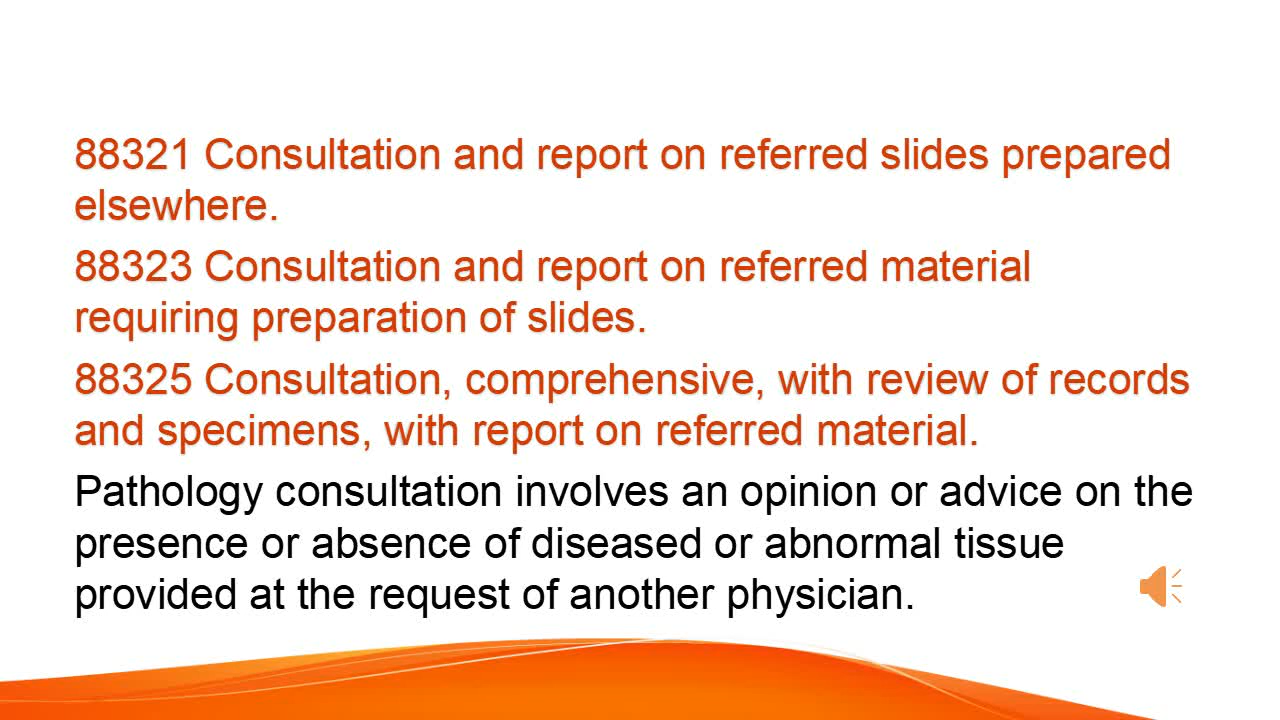 88321 Consultation and report on referred slides prepared
elsewhere.
88323 Consultation and report on referred material
requiring preparation of slides.
88325 Consultation, comprehensive, with review of records
and specimens, with report on referred material.
Pathology consultation involves an opinion or advice on the
presence or absence of diseased or abnormal tissue
provided at the request of another physician.